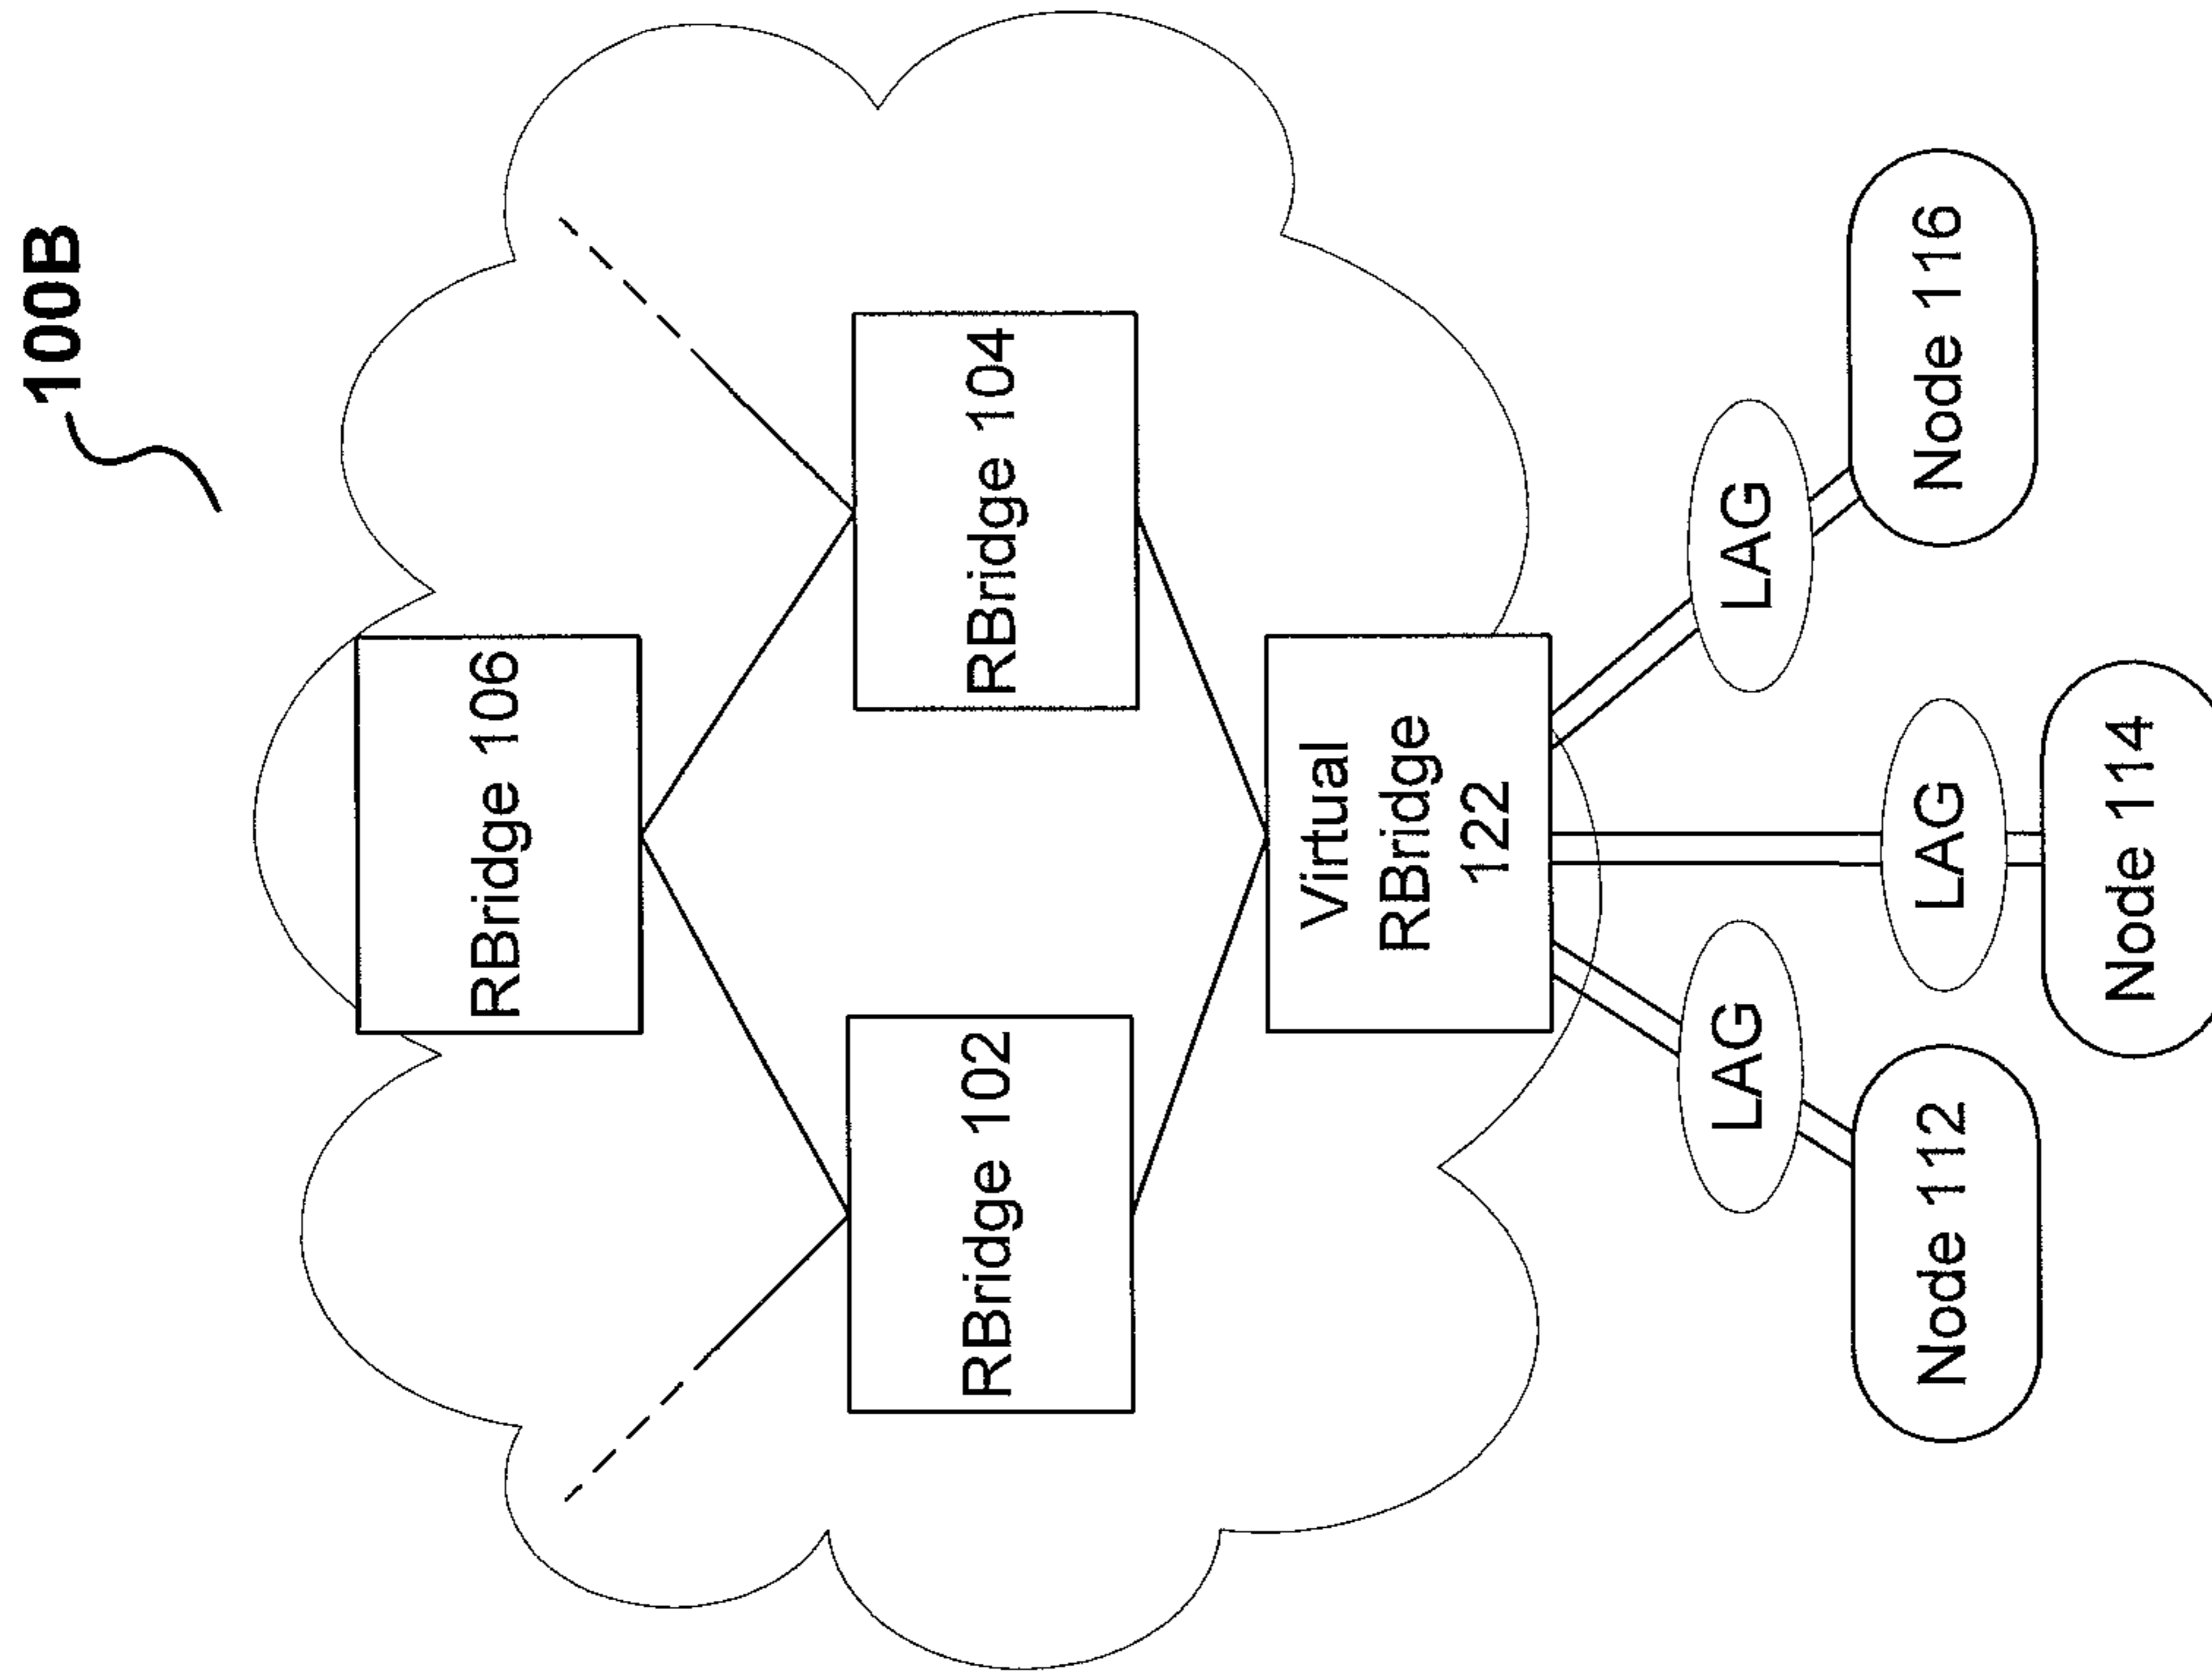 100B
RBridge 106
RBridge 102
RBridge 104
Virtual
RBridge
122
LAG
LAG
LAG
Node 112
Node 114
Node 116